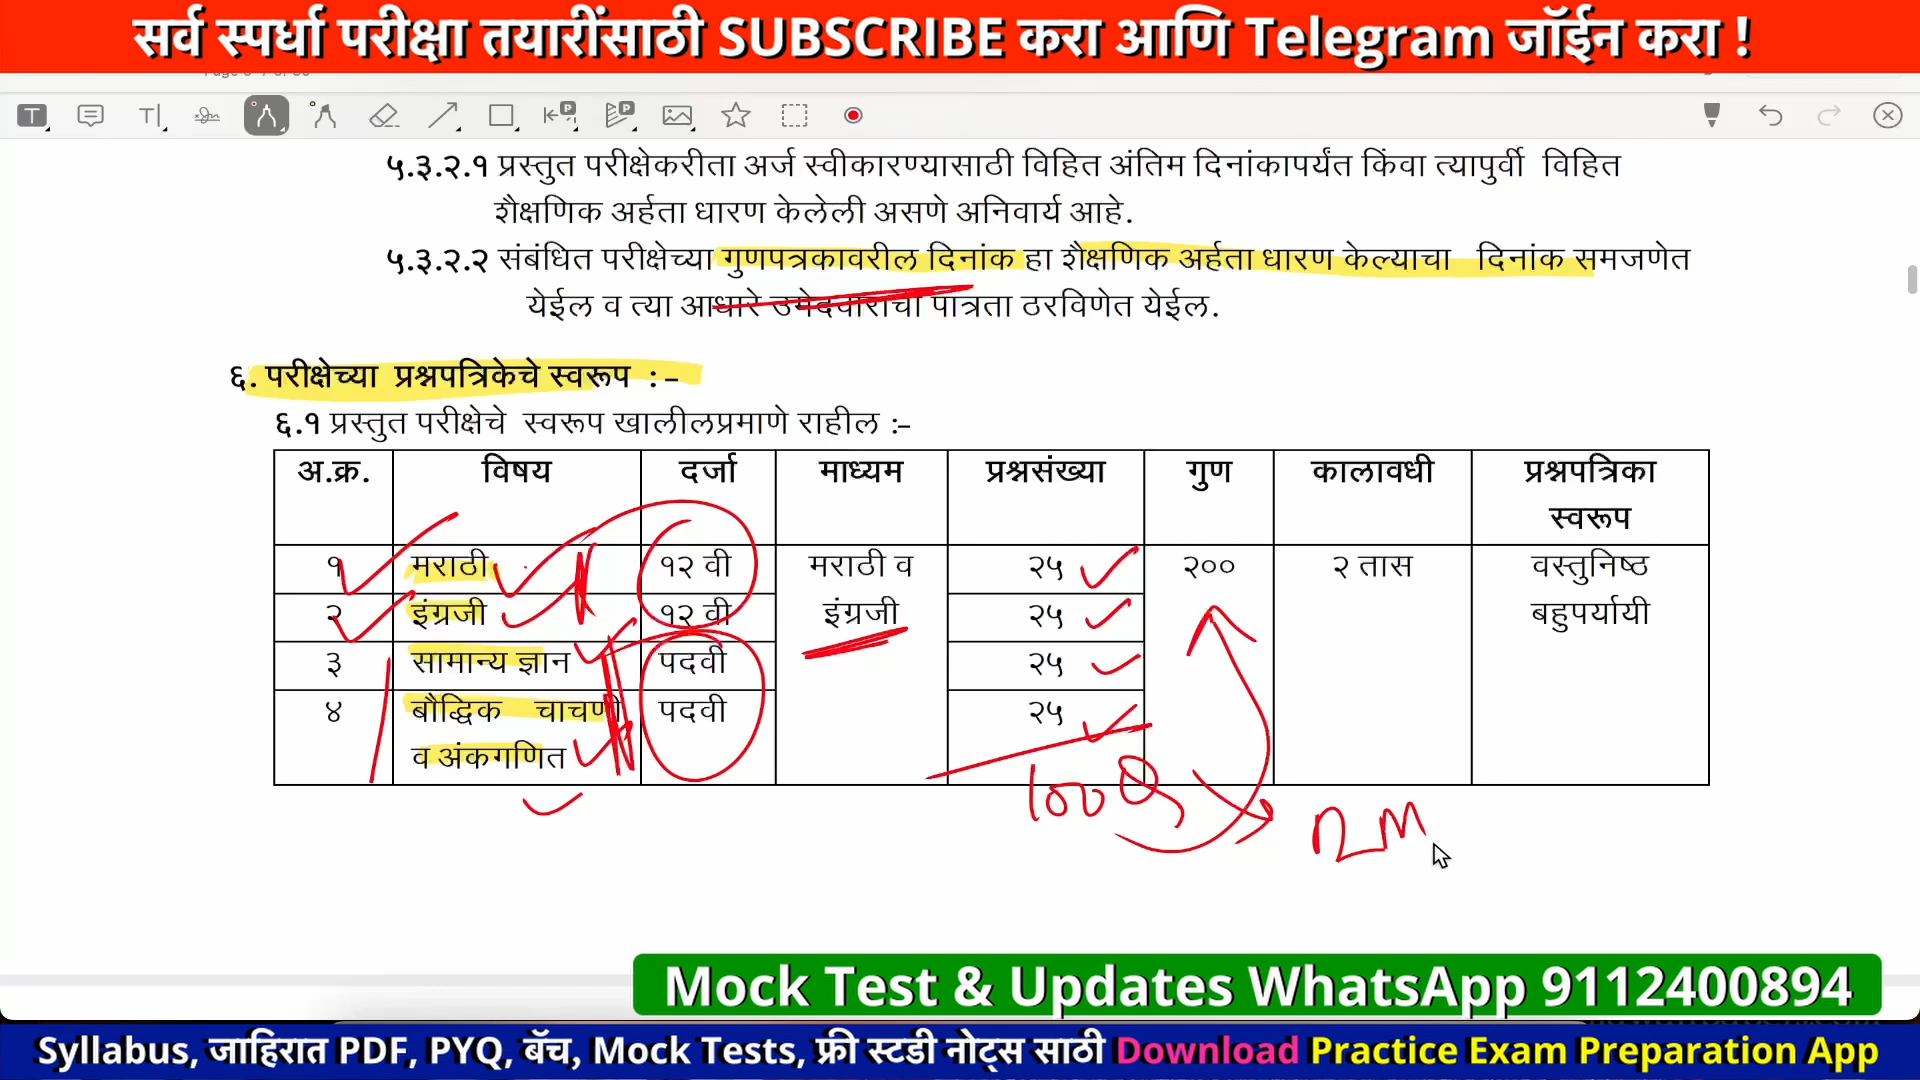 सर्व स्पर्धा परीक्षा तयारींसाठी SUBSCRIBE करा आणि Telegram जॉईन करा !
५.३.२.१ प्रस्तुत परीक्षेकरीता अर्ज स्वीकारण्यासाठी विहित अंतिम दिनांकापर्यंत किंवा त्यापुर्वी विहित
शैक्षणिक अर्हता धारण केलेली असणे अनिवार्य आहे.
५.३.२.२ संबंधित परीक्षेच्या गुणपत्रकावरील दिनांक हा शैक्षणिक अर्हता धारण केल्याचा दिनांक समजणेत
येईल व त्या आधारे उमेदवाराची पात्रता ठरविणेत येईल.
६. परीक्षेच्या प्रश्नपत्रिकेचे स्वरूप :–
६.१ प्रस्तुत परीक्षेचे स्वरूप खालीलप्रमाणे राहील :–
अ.क्र. विषय दर्जा माध्यम प्रश्नसंख्या गुण कालावधी प्रश्नपत्रिका
स्वरूप
१ मराठी १२ वी मराठी व २५ २०० २ तास वस्तुनिष्ठ
२ इंग्रजी १२ वी इंग्रजी २५ बहुपर्यायी
३ सामान्य ज्ञान पदवी २५
४ बौद्धिक चाचणी पदवी २५
व अंकगणित
100 Q
2M
Mock Test & Updates WhatsApp 9112400894
Syllabus, जाहिरात PDF, PYQ, बॅच, Mock Tests, फ्री स्टडी नोट्स साठी Download Practice Exam Preparation App